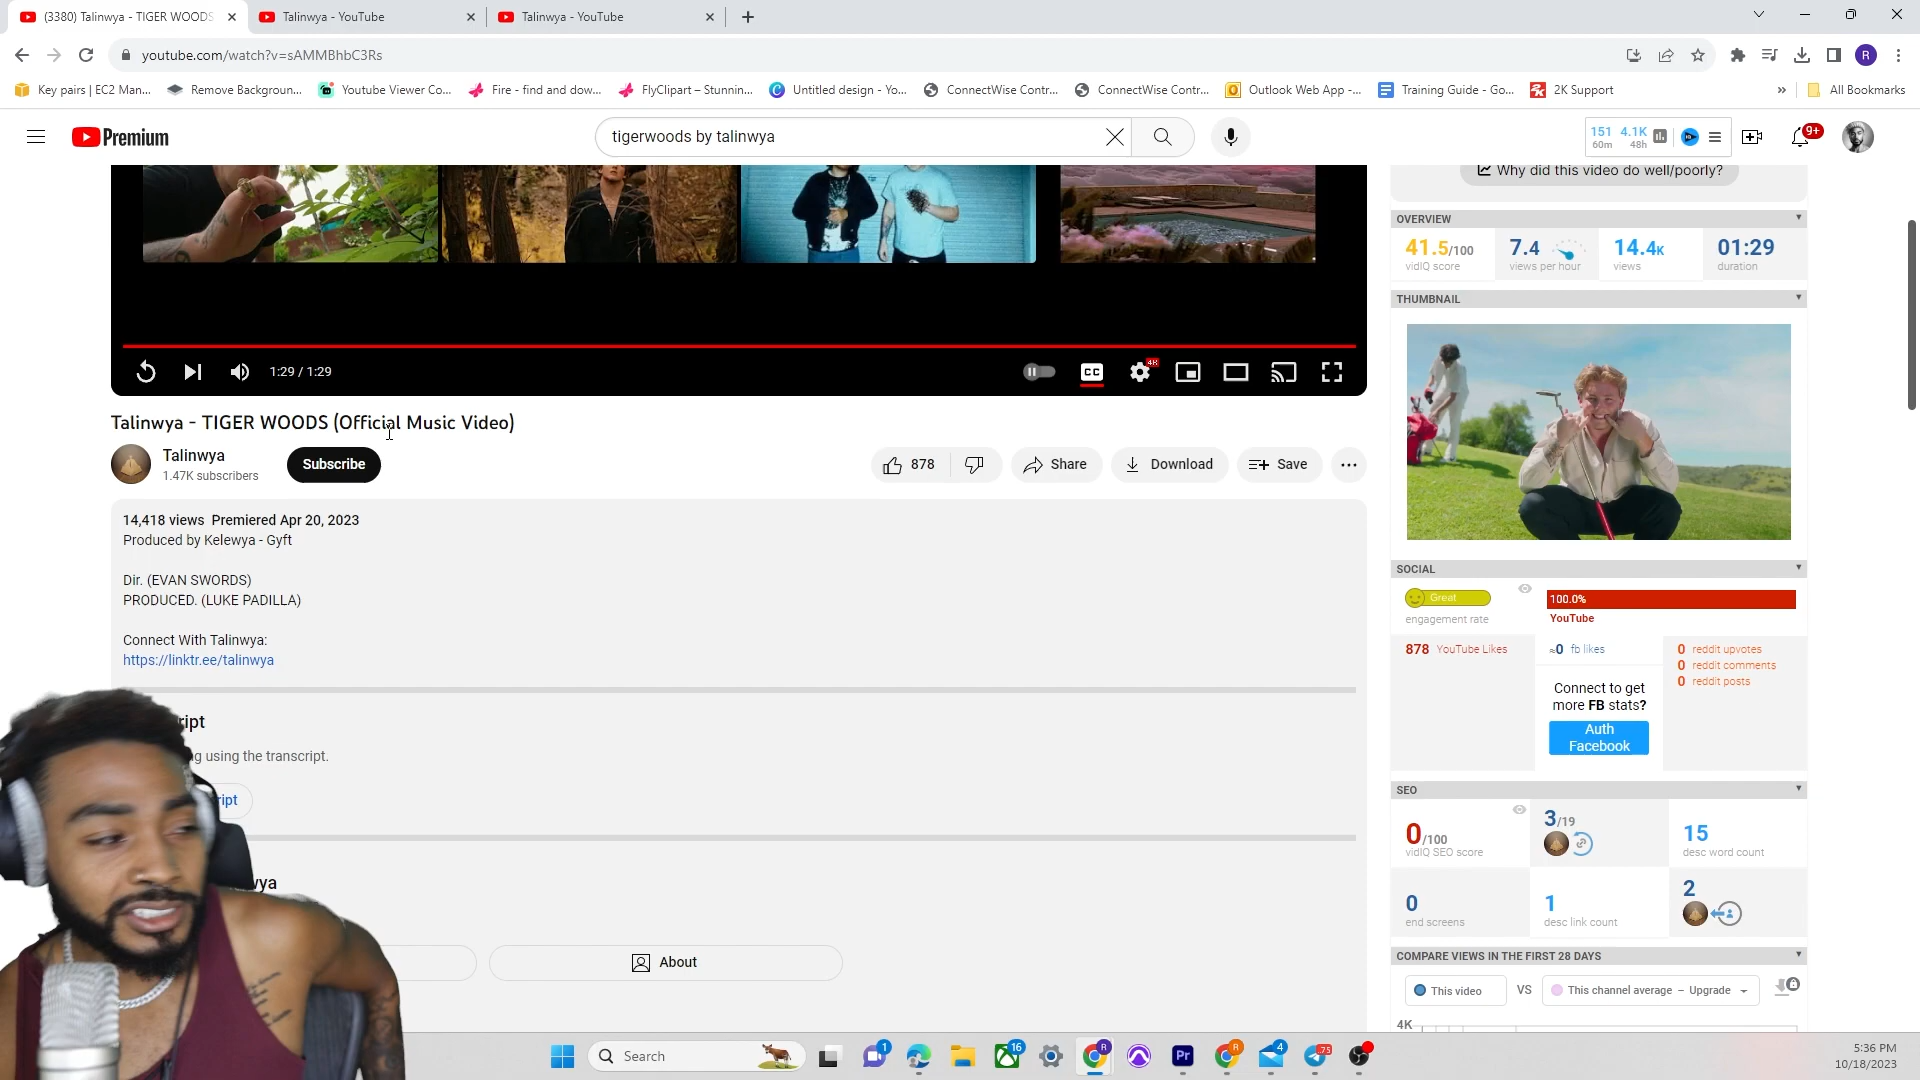 (3380) Talinwya - TIGER WOODS
Talinwya - YouTube
Talinwya - YouTube
youtube.com/watch?v=sAMMBhbC3Rs
R
Key pairs | EC2 Man...
Remove Backgroun...
Youtube Viewer Co...
Fire - find and dow...
FlyClipart – Stunnin...
Untitled design - Yo...
ConnectWise Contr...
ConnectWise Contr...
Outlook Web App -...
Training Guide - Go...
2K Support
»
All Bookmarks
Premium
tigerwoods by talinwya
151 4.1K
60m 48h
9+
Why did this video do well/poorly?
OVERVIEW
41.5/100
vidIQ score
7.4
views per hour
14.4K
views
01:29
duration
THUMBNAIL
1:29 / 1:29
CC
4K
Talinwya - TIGER WOODS (Official Music Video)
Talinwya
1.47K subscribers
Subscribe
878
Share
Download
Save
14,418 views Premiered Apr 20, 2023
Produced by Kelewya - Gyft
Dir. (EVAN SWORDS)
PRODUCED. (LUKE PADILLA)
Connect With Talinwya:
https://linktr.ee/talinwya
ript
g using the transcript.
ript
wya
About
SOCIAL
Great
engagement rate
100.0%
YouTube
878 YouTube Likes
≈0 fb likes
0 reddit upvotes
0 reddit comments
0 reddit posts
Connect to get
more FB stats?
Auth
Facebook
SEO
0/100
vidIQ SEO score
3/19
15
desc word count
0
end screens
1
desc link count
2
COMPARE VIEWS IN THE FIRST 28 DAYS
This video
VS
This channel average – Upgrade
4K
Search
1
16
R
Pr
R
4
75
5:36 PM
10/18/2023